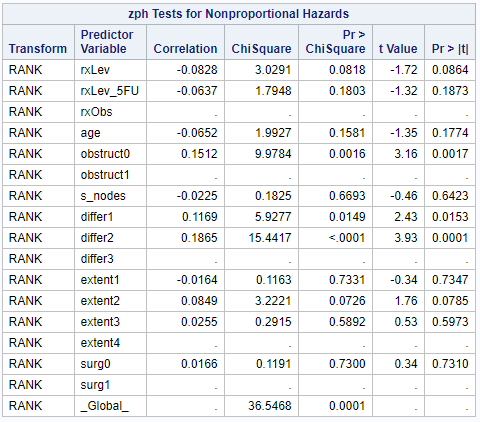 zph Tests for Nonproportional Hazards
Transform Predictor Variable Correlation ChiSquare Pr > ChiSquare t Value Pr > |t|
RANK rxLev -0.0828 3.0291 0.0818 -1.72 0.0864
RANK rxLev_5FU -0.0637 1.7948 0.1803 -1.32 0.1873
RANK rxObs . . . . .
RANK age -0.0652 1.9927 0.1581 -1.35 0.1774
RANK obstruct0 0.1512 9.9784 0.0016 3.16 0.0017
RANK obstruct1 . . . . .
RANK s_nodes -0.0225 0.1825 0.6693 -0.46 0.6423
RANK differ1 0.1169 5.9277 0.0149 2.43 0.0153
RANK differ2 0.1865 15.4417 <.0001 3.93 0.0001
RANK differ3 . . . . .
RANK extent1 -0.0164 0.1163 0.7331 -0.34 0.7347
RANK extent2 0.0849 3.2221 0.0726 1.76 0.0785
RANK extent3 0.0255 0.2915 0.5892 0.53 0.5973
RANK extent4 . . . . .
RANK surg0 0.0166 0.1191 0.7300 0.34 0.7310
RANK surg1 . . . . .
RANK _Global_ . 36.5468 0.0001 . .